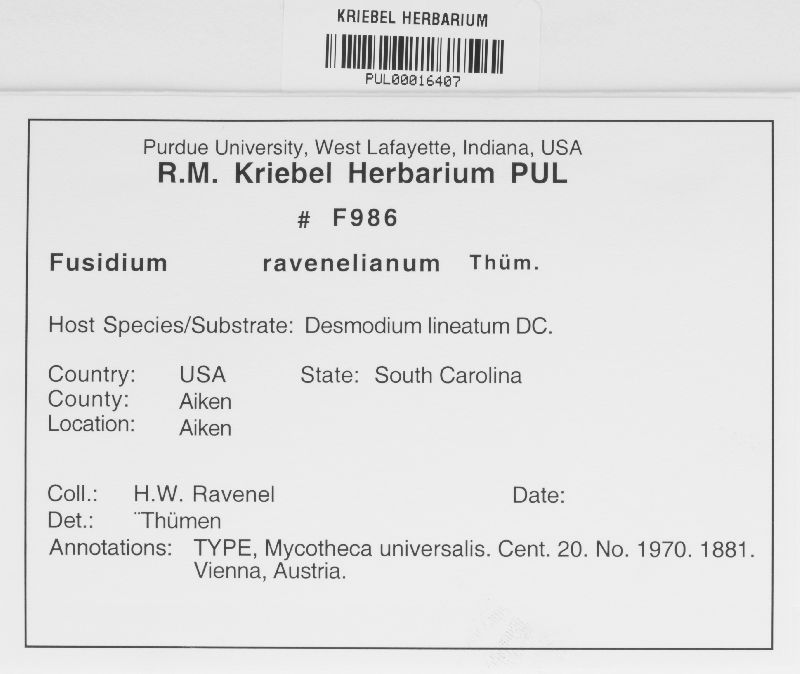 KRIEBEL HERBARIUM
PUL00016407
Purdue University, West Lafayette, Indiana, USA
R.M. Kriebel Herbarium PUL
# F986
Fusidium ravenelianum Thüm.
Host Species/Substrate: Desmodium lineatum DC.
Country: USA State: South Carolina
County: Aiken
Location: Aiken
Coll.: H.W. Ravenel Date:
Det.: ¨Thümen
Annotations: TYPE, Mycotheca universalis. Cent. 20. No. 1970. 1881.
Vienna, Austria.